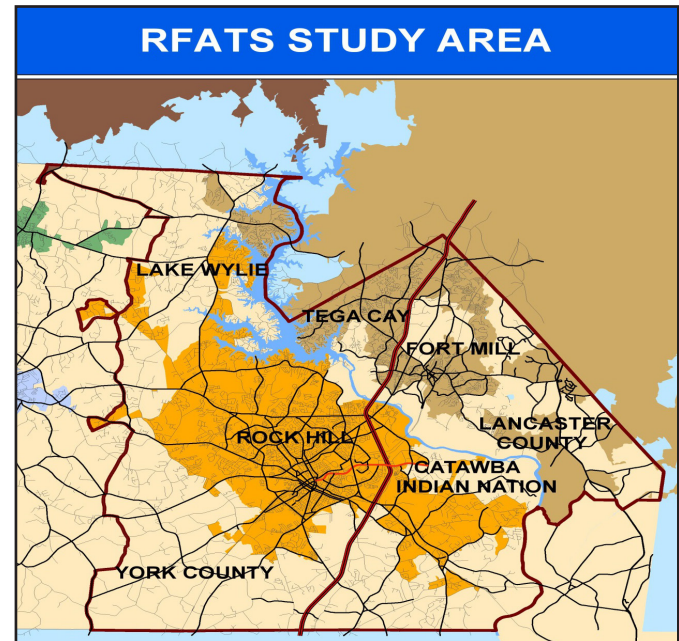 RFATS STUDY AREA
LAKE WYLIE
TEGA CAY
FORT MILL
LANCASTER
COUNTY
ROCK HILL
CATAWBA
INDIAN NATION
YORK COUNTY